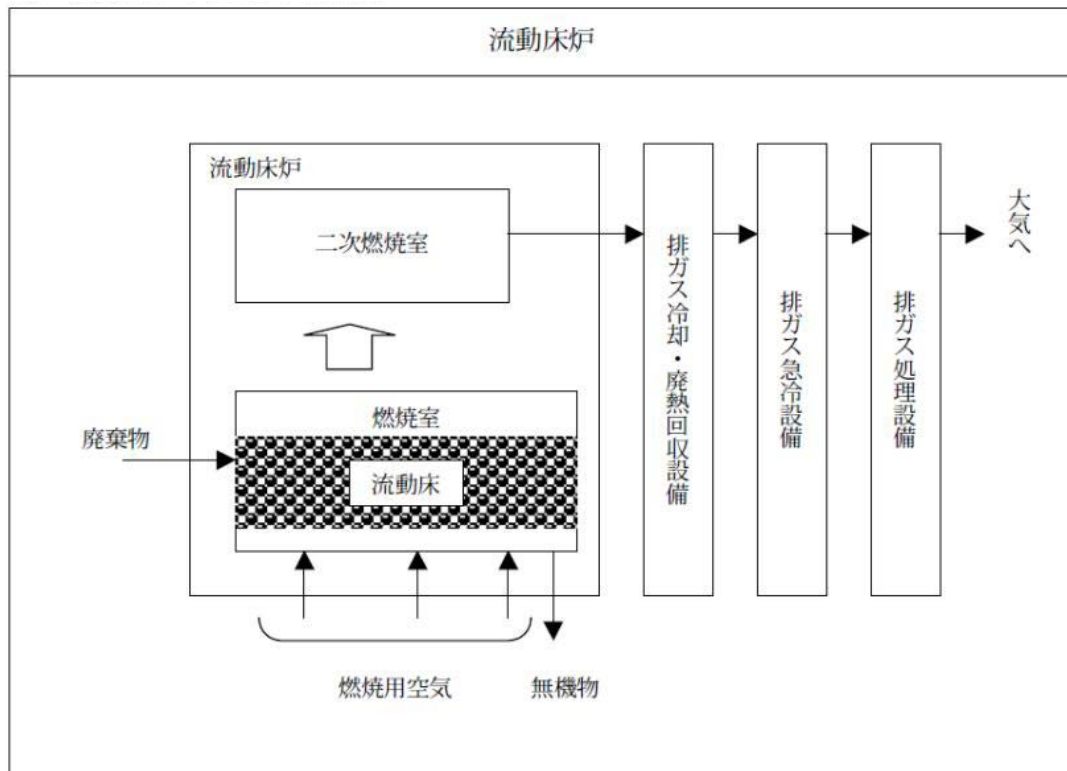 流動床炉
流動床炉
二次燃焼室
燃焼室
流動床
廃棄物
燃焼用空気
無機物
排ガス冷却・廃熱回収設備
排ガス急冷設備
排ガス処理設備
大気へ